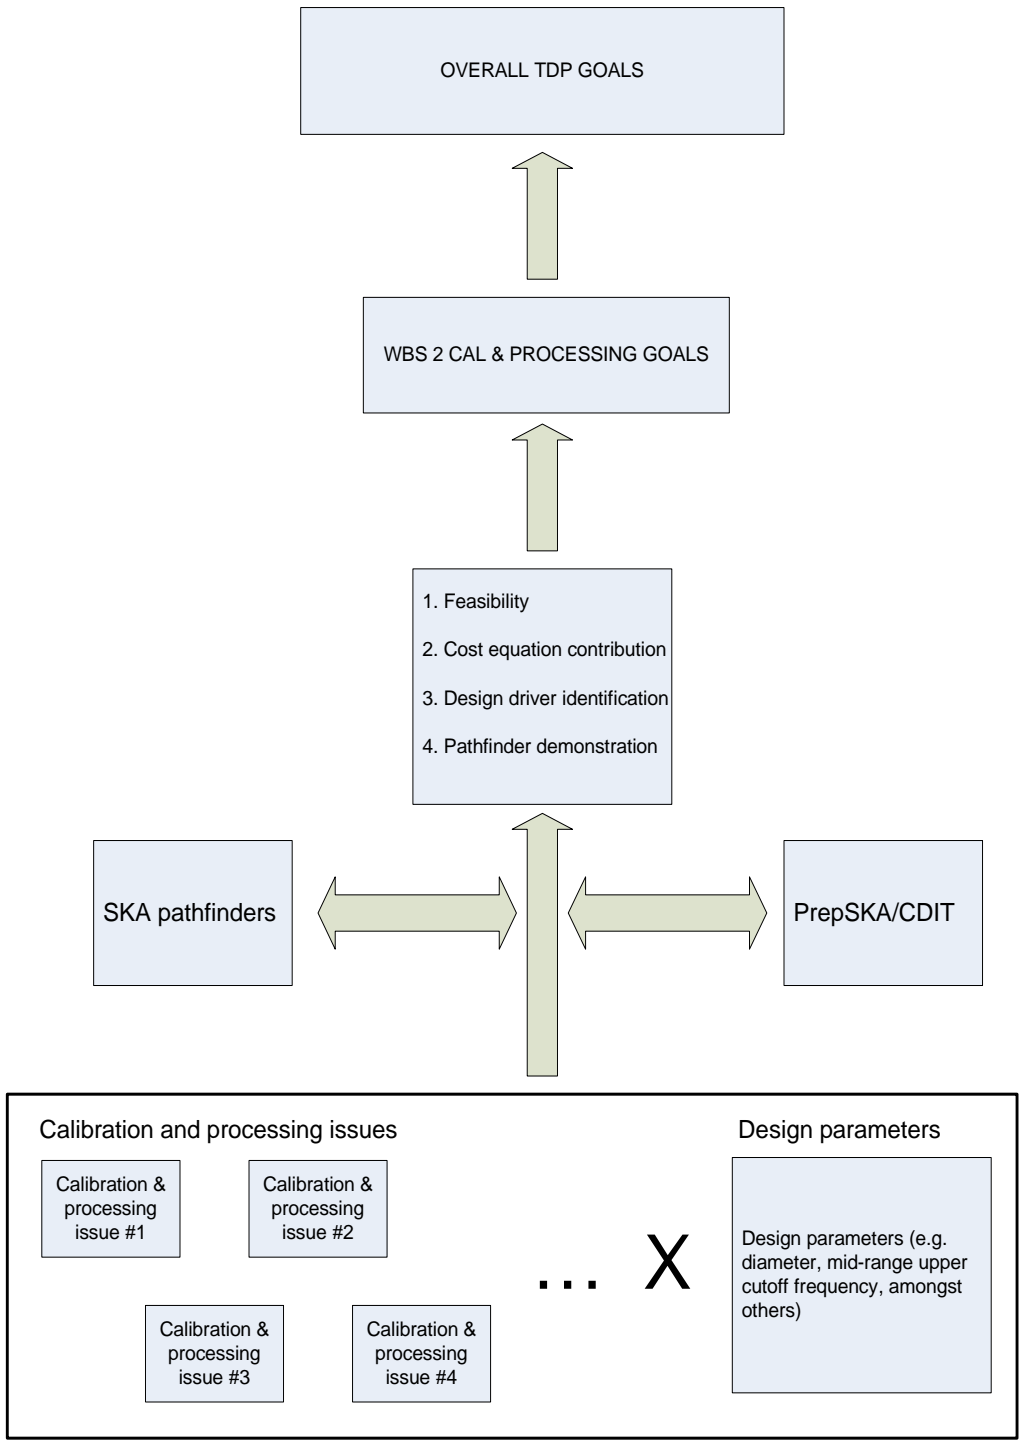 OVERALL TDP GOALS
WBS 2 CAL & PROCESSING GOALS
1. Feasibility
2. Cost equation contribution
3. Design driver identification
4. Pathfinder demonstration
SKA pathfinders
PrepSKA/CDIT
Calibration and processing issues
Design parameters
Calibration &
processing
issue #1
Calibration &
processing
issue #2
Calibration &
processing
issue #3
Calibration &
processing
issue #4
... X
Design parameters (e.g.
diameter, mid-range upper
cutoff frequency, amongst
others)